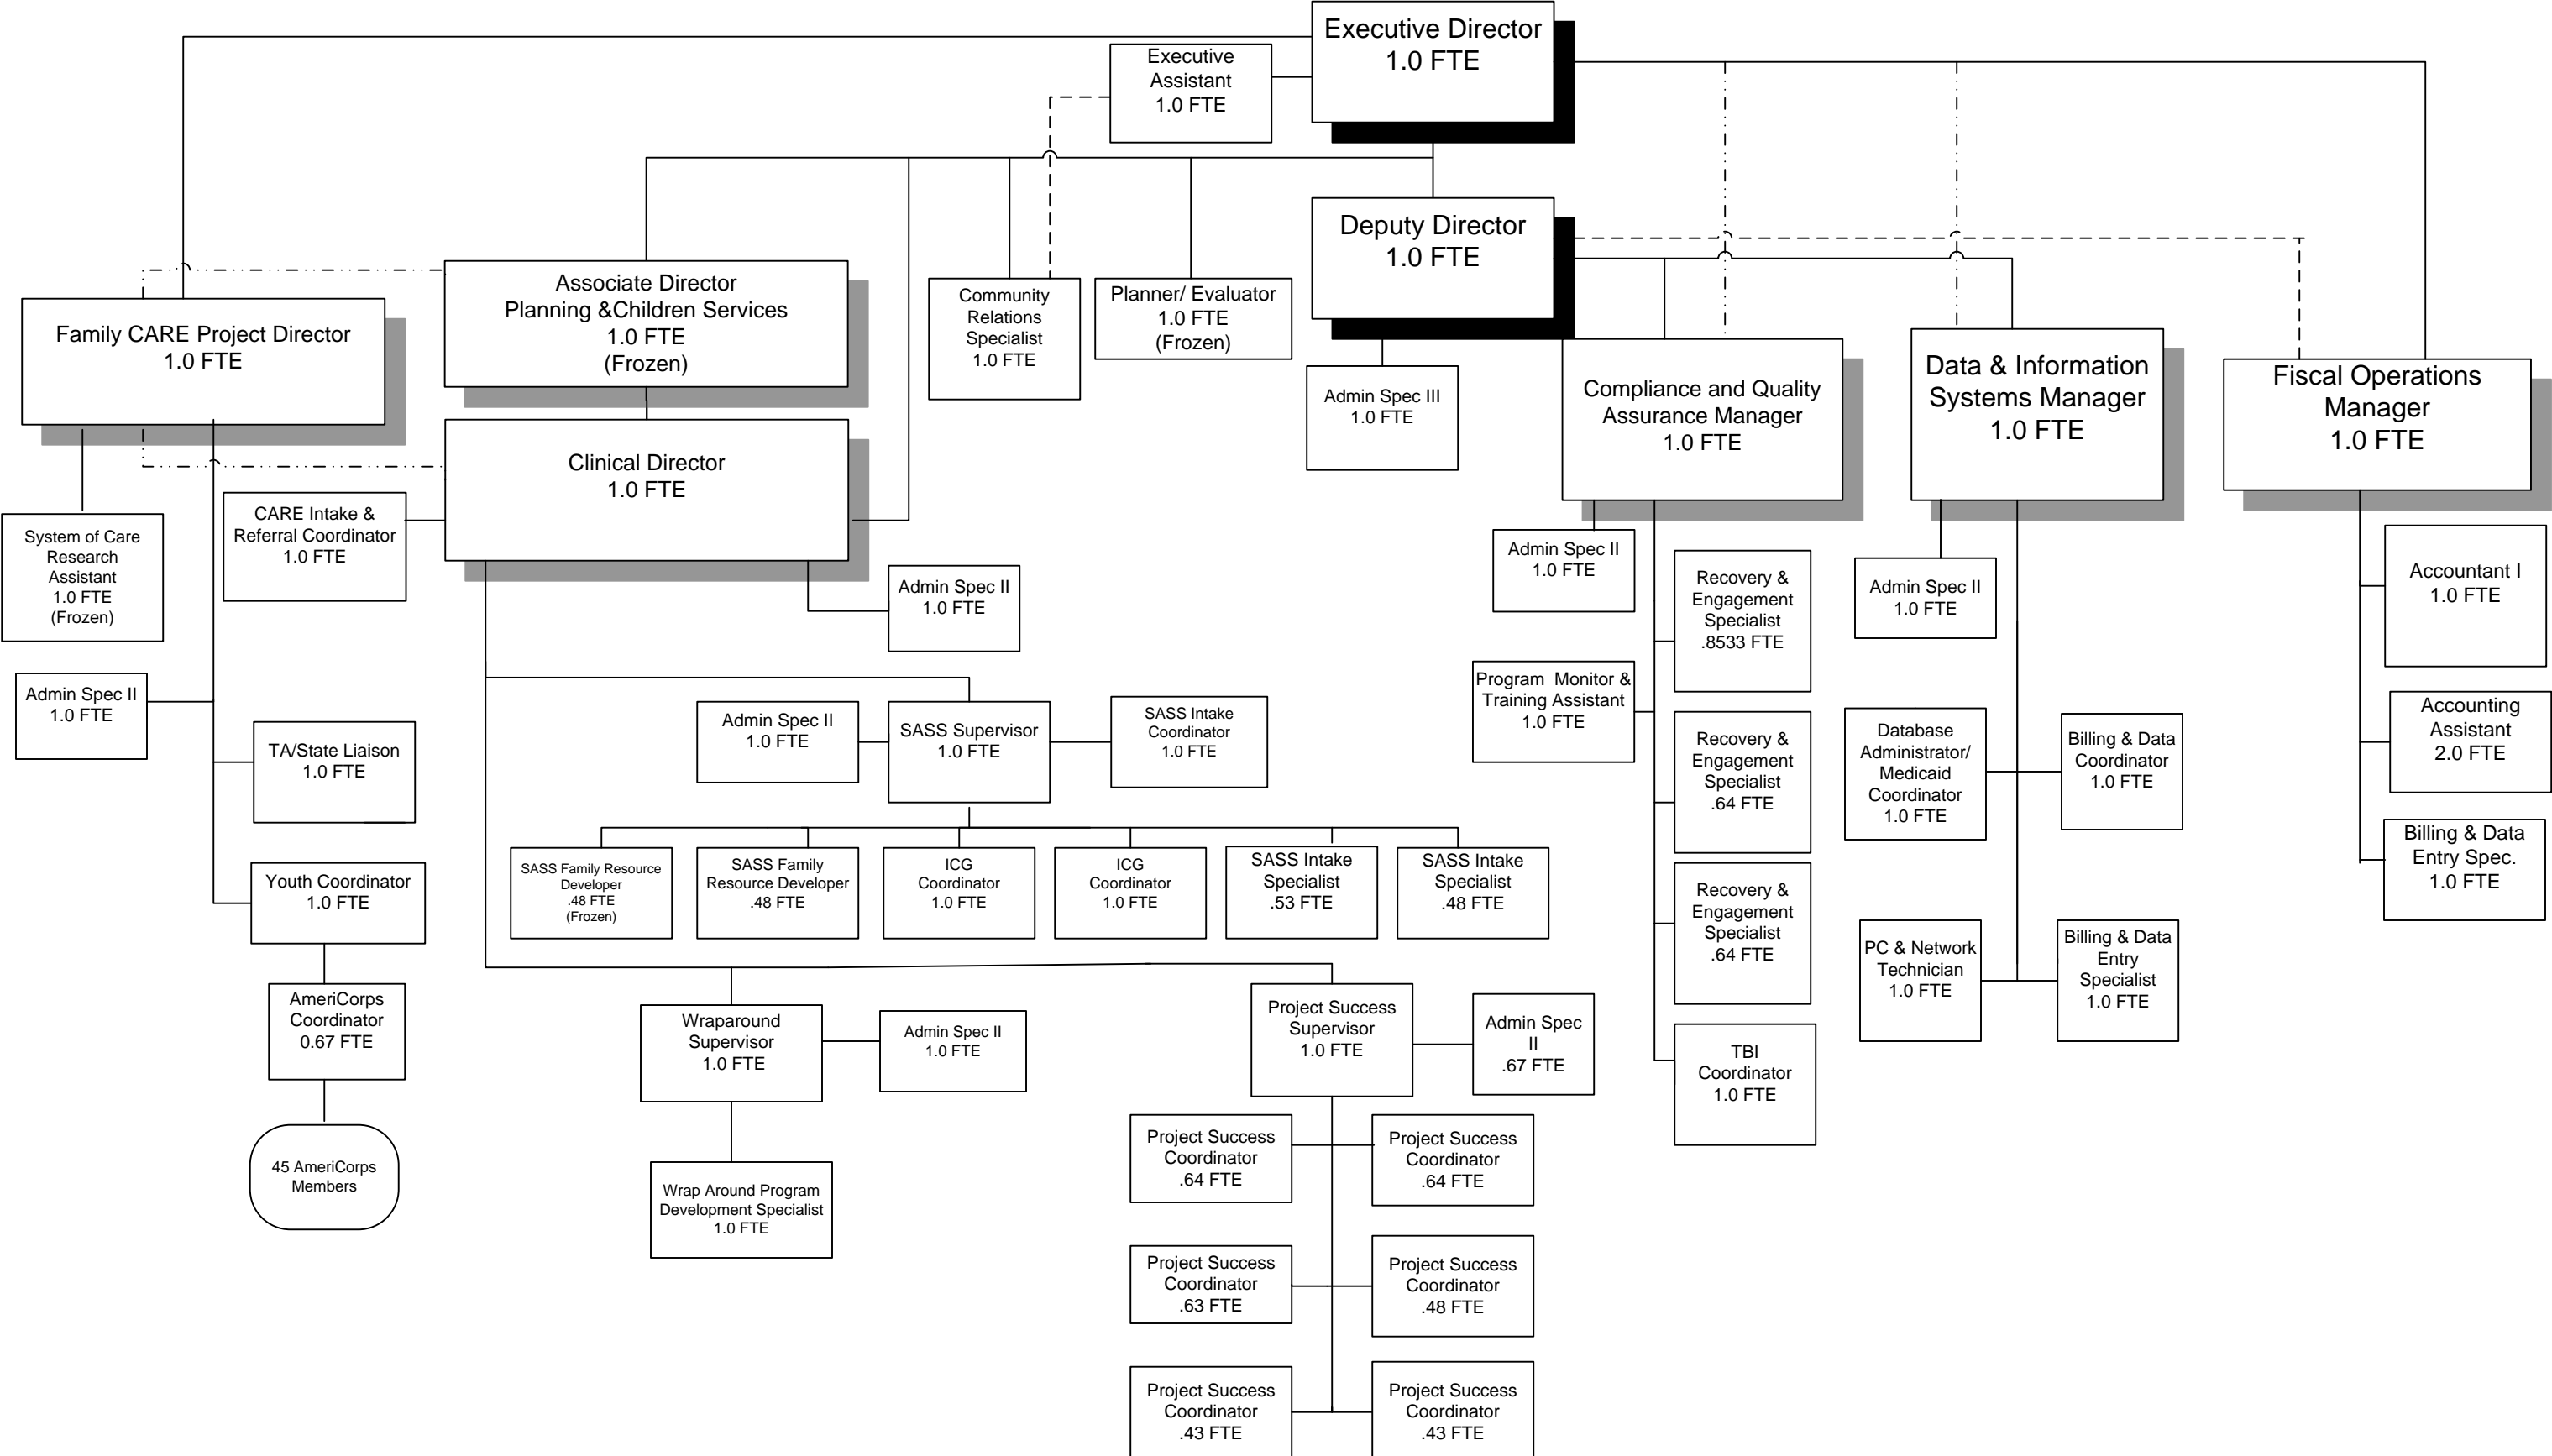 Executive Director
1.0 FTE
Executive
Assistant
1.0 FTE
Deputy Director
1.0 FTE
Associate Director
Planning &Children Services
1.0 FTE
(Frozen)
Community
Relations
Specialist
1.0 FTE
Planner/ Evaluator
1.0 FTE
(Frozen)
Family CARE Project Director
1.0 FTE
Admin Spec III
1.0 FTE
Compliance and Quality
Assurance Manager
1.0 FTE
Data & Information
Systems Manager
1.0 FTE
Fiscal Operations
Manager
1.0 FTE
Clinical Director
1.0 FTE
System of Care
Research
Assistant
1.0 FTE
(Frozen)
CARE Intake &
Referral Coordinator
1.0 FTE
Admin Spec II
1.0 FTE
Admin Spec II
1.0 FTE
Recovery &
Engagement
Specialist
.8533 FTE
Admin Spec II
1.0 FTE
Accountant I
1.0 FTE
Admin Spec II
1.0 FTE
TA/State Liaison
1.0 FTE
Admin Spec II
1.0 FTE
SASS Supervisor
1.0 FTE
SASS Intake
Coordinator
1.0 FTE
Program Monitor &
Training Assistant
1.0 FTE
Recovery &
Engagement
Specialist
.64 FTE
Database
Administrator/
Medicaid
Coordinator
1.0 FTE
Billing & Data
Coordinator
1.0 FTE
Accounting
Assistant
2.0 FTE
Youth Coordinator
1.0 FTE
SASS Family Resource
Developer
.48 FTE
(Frozen)
SASS Family
Resource Developer
.48 FTE
ICG
Coordinator
1.0 FTE
ICG
Coordinator
1.0 FTE
SASS Intake
Specialist
.53 FTE
SASS Intake
Specialist
.48 FTE
Recovery &
Engagement
Specialist
.64 FTE
Billing & Data
Entry Spec.
1.0 FTE
PC & Network
Technician
1.0 FTE
Billing & Data
Entry
Specialist
1.0 FTE
AmeriCorps
Coordinator
0.67 FTE
Wraparound
Supervisor
1.0 FTE
Admin Spec II
1.0 FTE
Project Success
Supervisor
1.0 FTE
Admin Spec
II
.67 FTE
TBI
Coordinator
1.0 FTE
45 AmeriCorps
Members
Wrap Around Program
Development Specialist
1.0 FTE
Project Success
Coordinator
.64 FTE
Project Success
Coordinator
.64 FTE
Project Success
Coordinator
.63 FTE
Project Success
Coordinator
.48 FTE
Project Success
Coordinator
.43 FTE
Project Success
Coordinator
.43 FTE